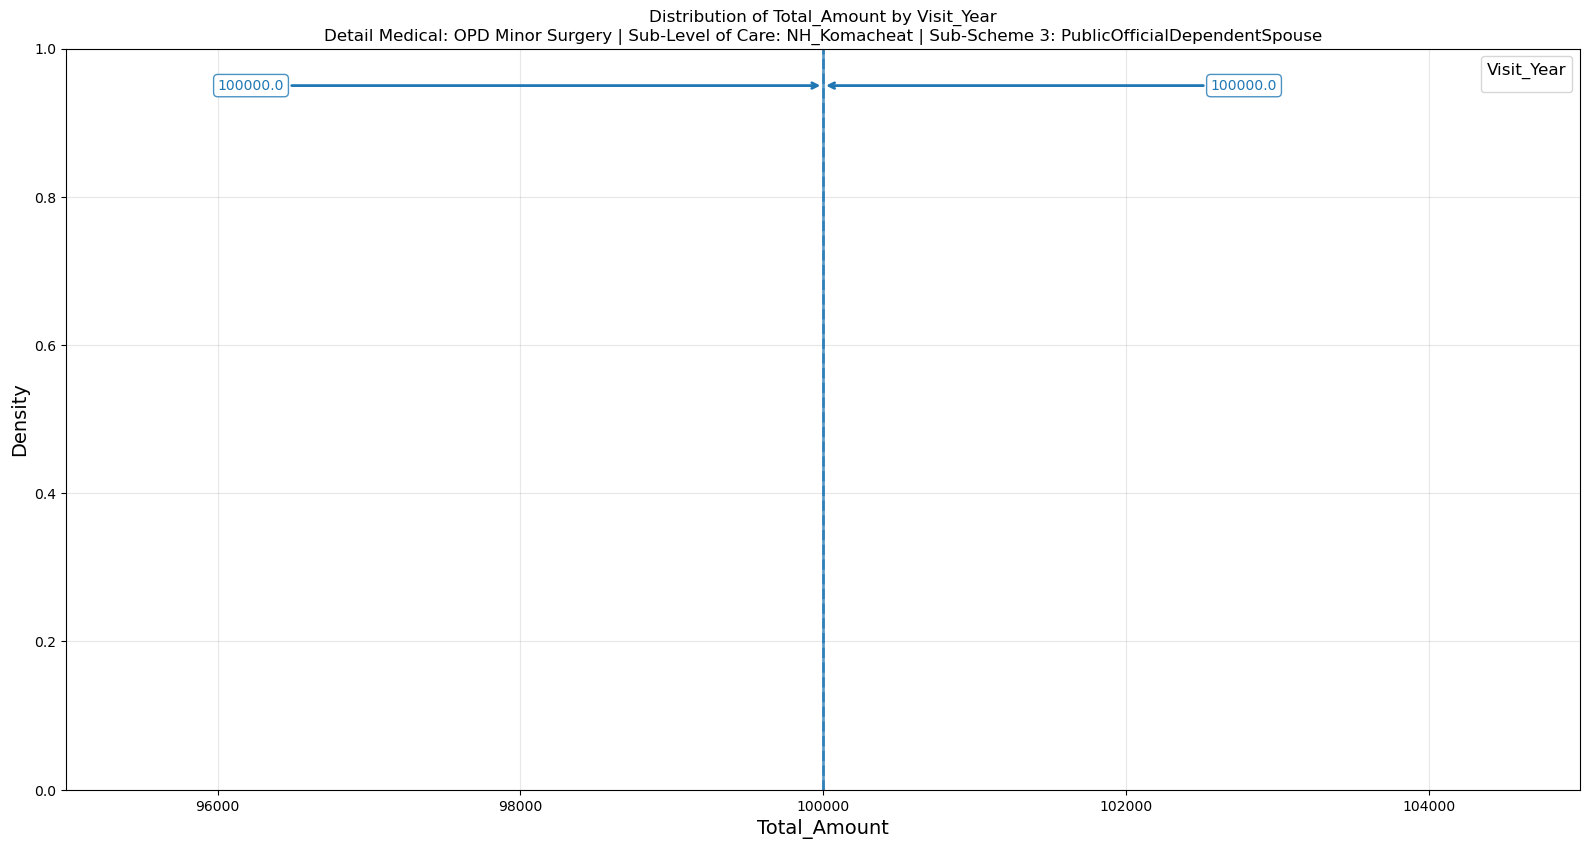 Distribution of Total_Amount by Visit_Year
Detail Medical: OPD Minor Surgery | Sub-Level of Care: NH_Komacheat | Sub-Scheme 3: PublicOfficialDependentSpouse
1.0
100000.0
100000.0
Visit_Year
0.8
0.6
Density
0.4
0.2
0.0
96000
98000
100000
102000
104000
Total_Amount